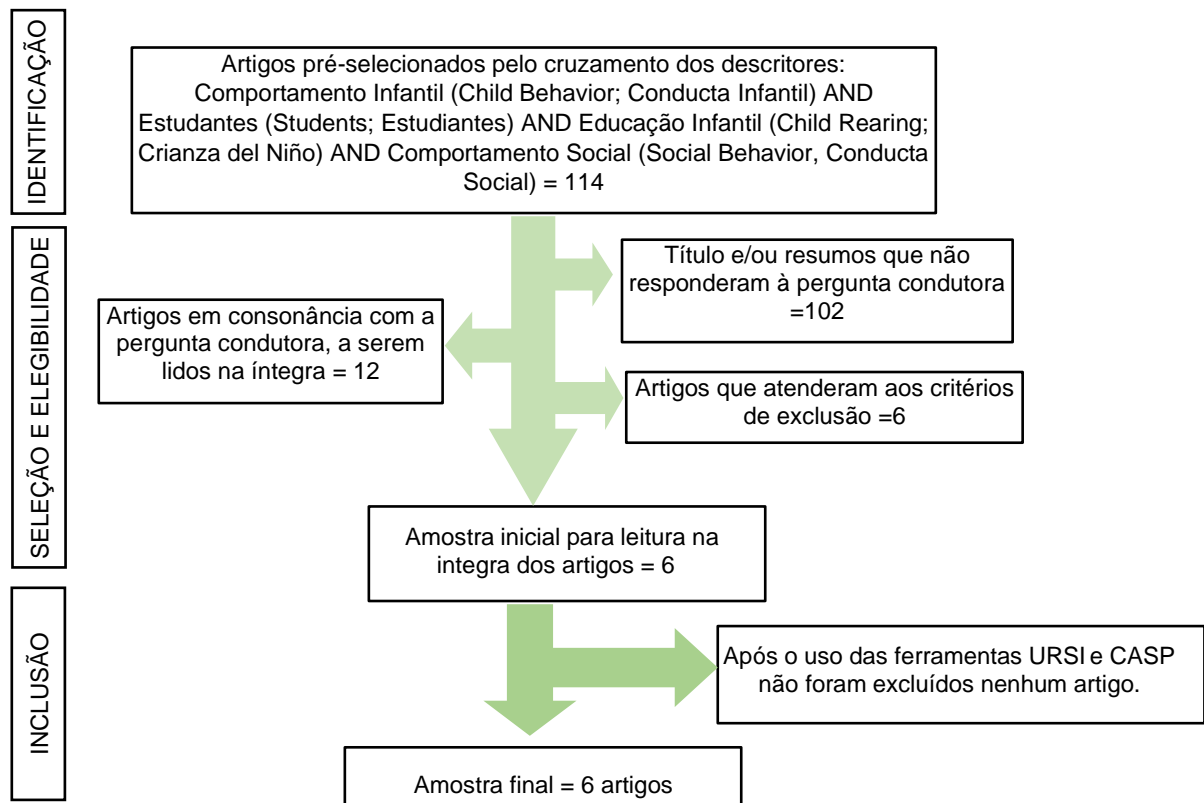 IDENTIFICAÇÃO
Artigos pré-selecionados pelo cruzamento dos descritores:
Comportamento Infantil (Child Behavior; Conducta Infantil) AND
Estudantes (Students; Estudiantes) AND Educação Infantil (Child Rearing;
Crianza del Niño) AND Comportamento Social (Social Behavior, Conducta
Social) = 114
SELEÇÃO E ELEGIBILIDADE
Título e/ou resumos que não
responderam à pergunta condutora
=102
Artigos em consonância com a
pergunta condutora, a serem
lidos na íntegra = 12
Artigos que atenderam aos critérios
de exclusão =6
Amostra inicial para leitura na
integra dos artigos = 6
INCLUSÃO
Após o uso das ferramentas URSI e CASP
não foram excluídos nenhum artigo.
Amostra final = 6 artigos